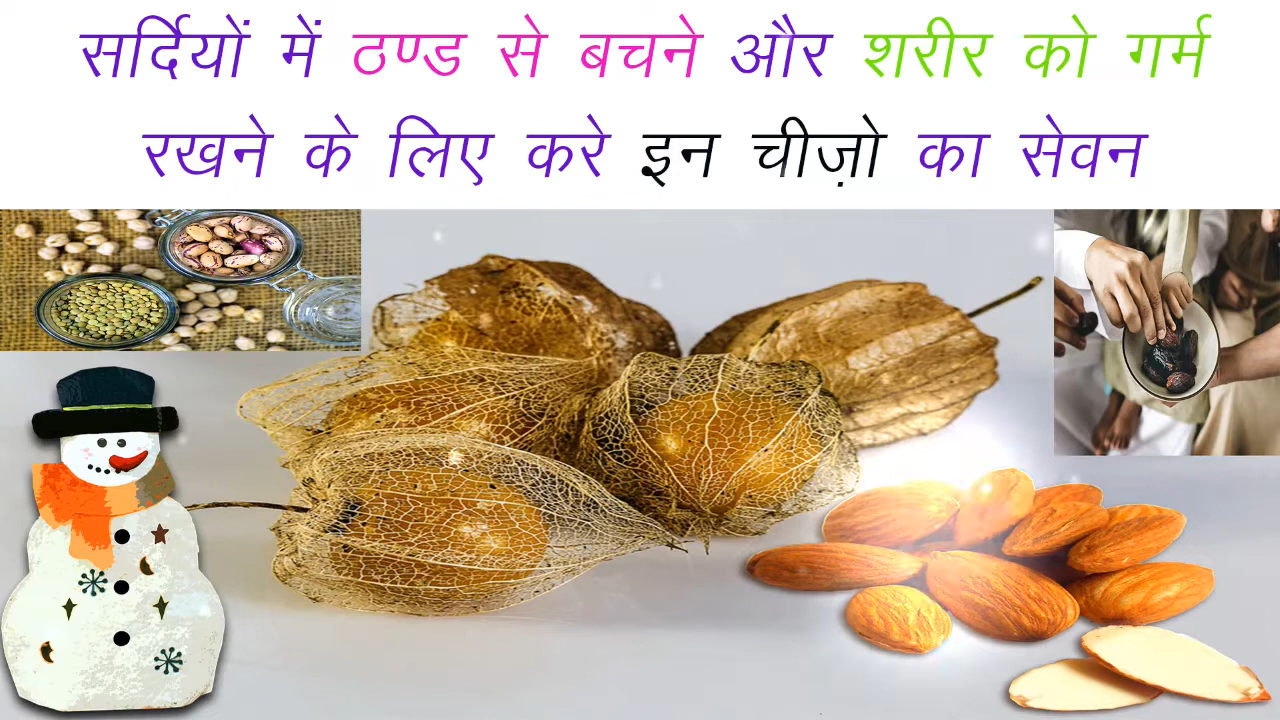 सर्दियों में ठण्ड से बचने और शरीर को गर्म
रखने के लिए करे इन चीज़ो का सेवन